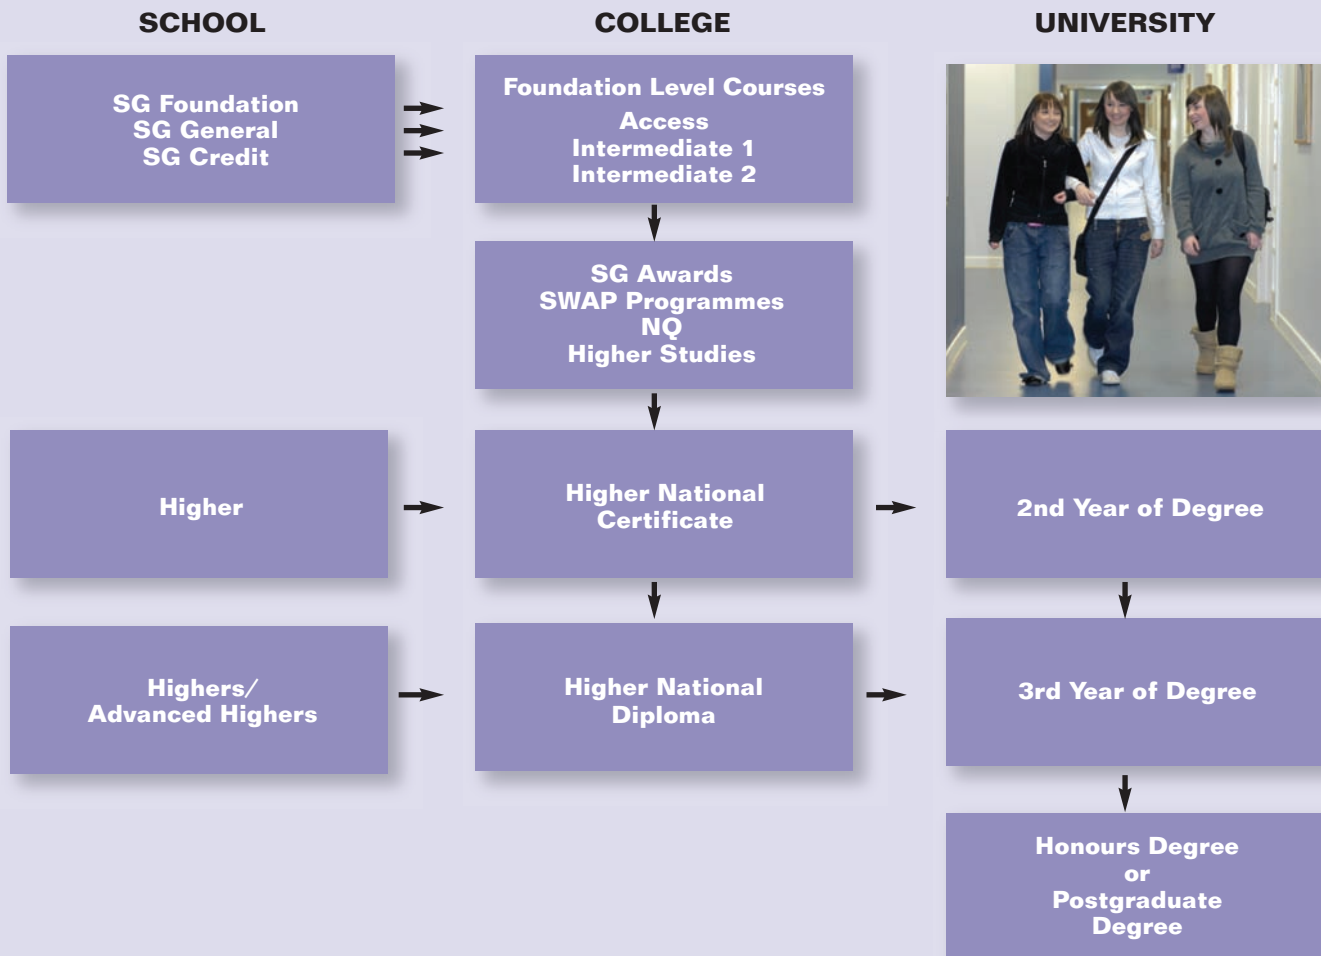 SCHOOL
COLLEGE
UNIVERSITY
SG Foundation
SG General
SG Credit
Foundation Level Courses
Access
Intermediate 1
Intermediate 2
SG Awards
SWAP Programmes
NQ
Higher Studies
Higher
Higher National
Certificate
2nd Year of Degree
Highers/
Advanced Highers
Higher National
Diploma
3rd Year of Degree
Honours Degree
or
Postgraduate
Degree